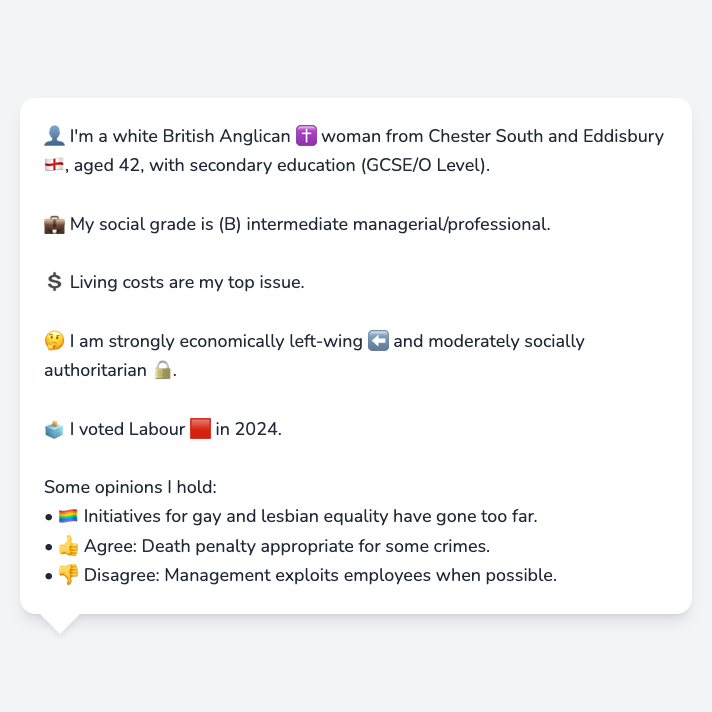 👤 I'm a white British Anglican ✝️ woman from Chester South and Eddisbury
🏴󠁧󠁢󠁥󠁮󠁧󠁿, aged 42, with secondary education (GCSE/O Level).
💼 My social grade is (B) intermediate managerial/professional.
💲 Living costs are my top issue.
🤔 I am strongly economically left-wing ⬅️ and moderately socially
authoritarian 🔒.
🗳️ I voted Labour 🟥 in 2024.
Some opinions I hold:
• 🏳️‍🌈 Initiatives for gay and lesbian equality have gone too far.
• 👍 Agree: Death penalty appropriate for some crimes.
• 👎 Disagree: Management exploits employees when possible.